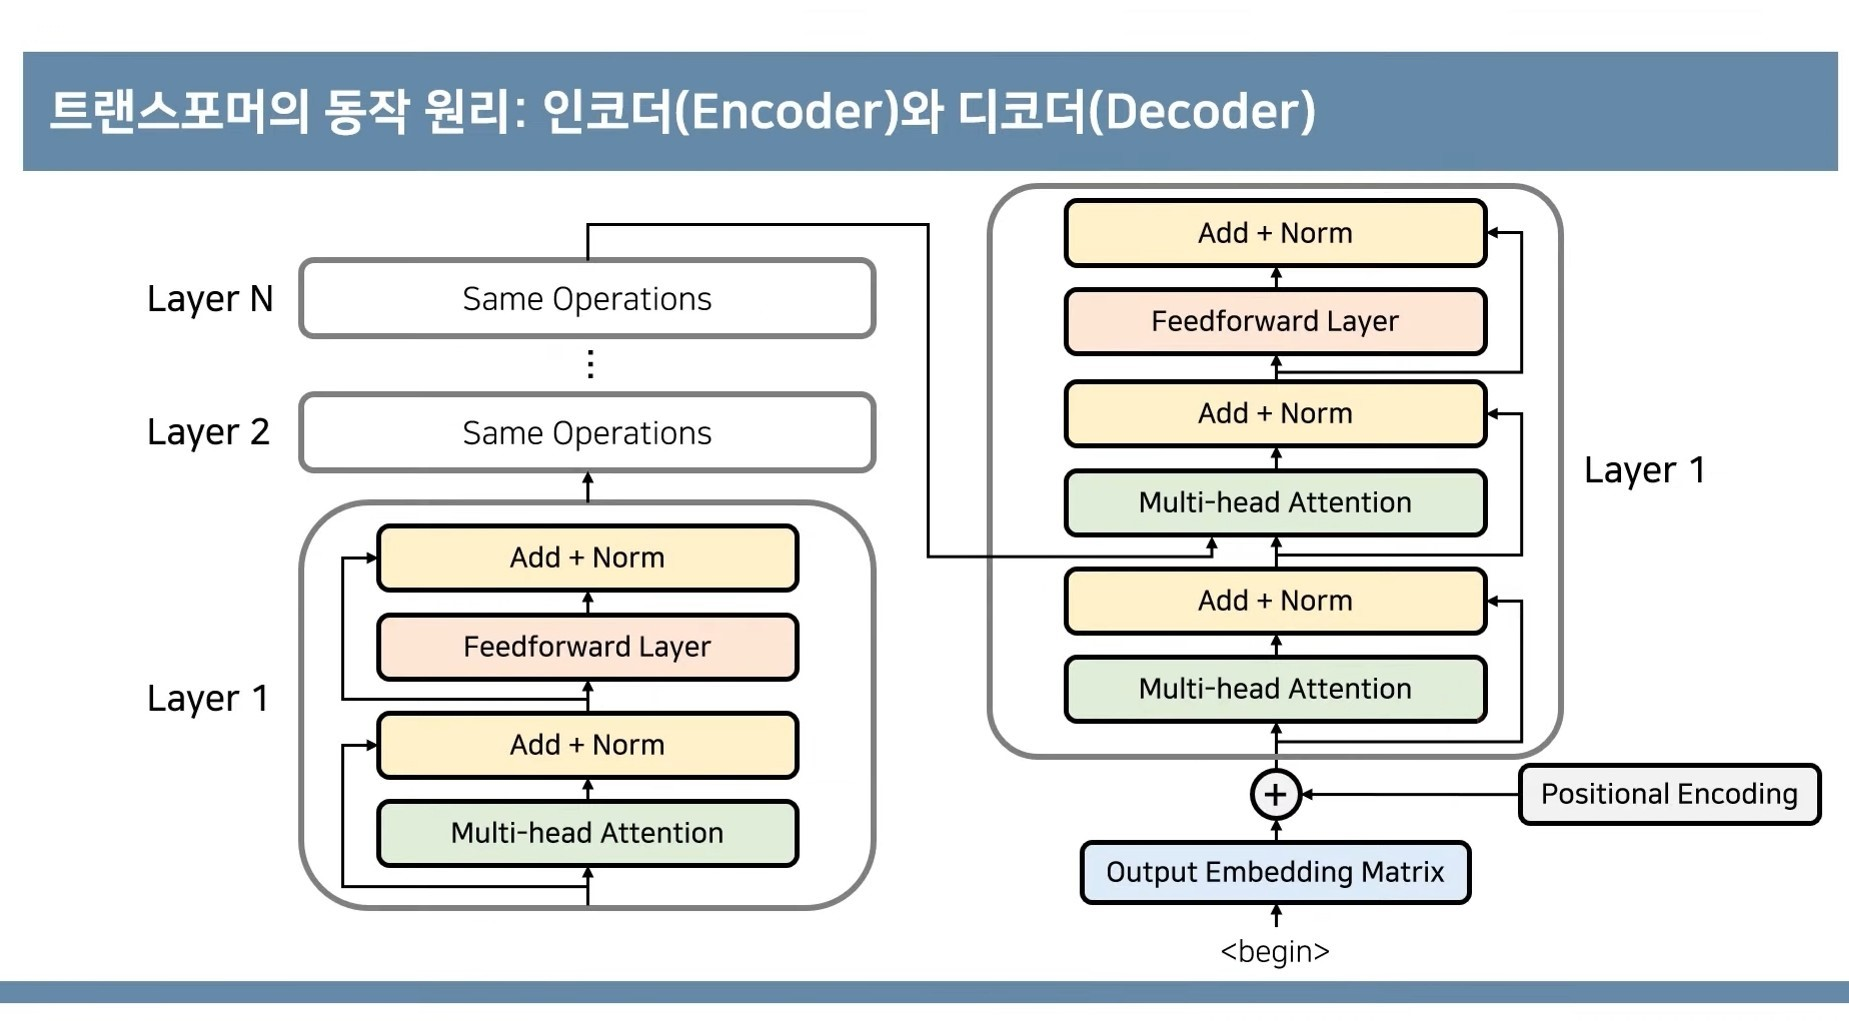 트랜스포머의 동작 원리: 인코더(Encoder)와 디코더(Decoder)
Layer N
Same Operations
⋮
Layer 2
Same Operations
Layer 1
Add + Norm
Feedforward Layer
Add + Norm
Multi-head Attention
Add + Norm
Feedforward Layer
Add + Norm
Multi-head Attention
Add + Norm
Multi-head Attention
Layer 1
+
Positional Encoding
Output Embedding Matrix
<begin>